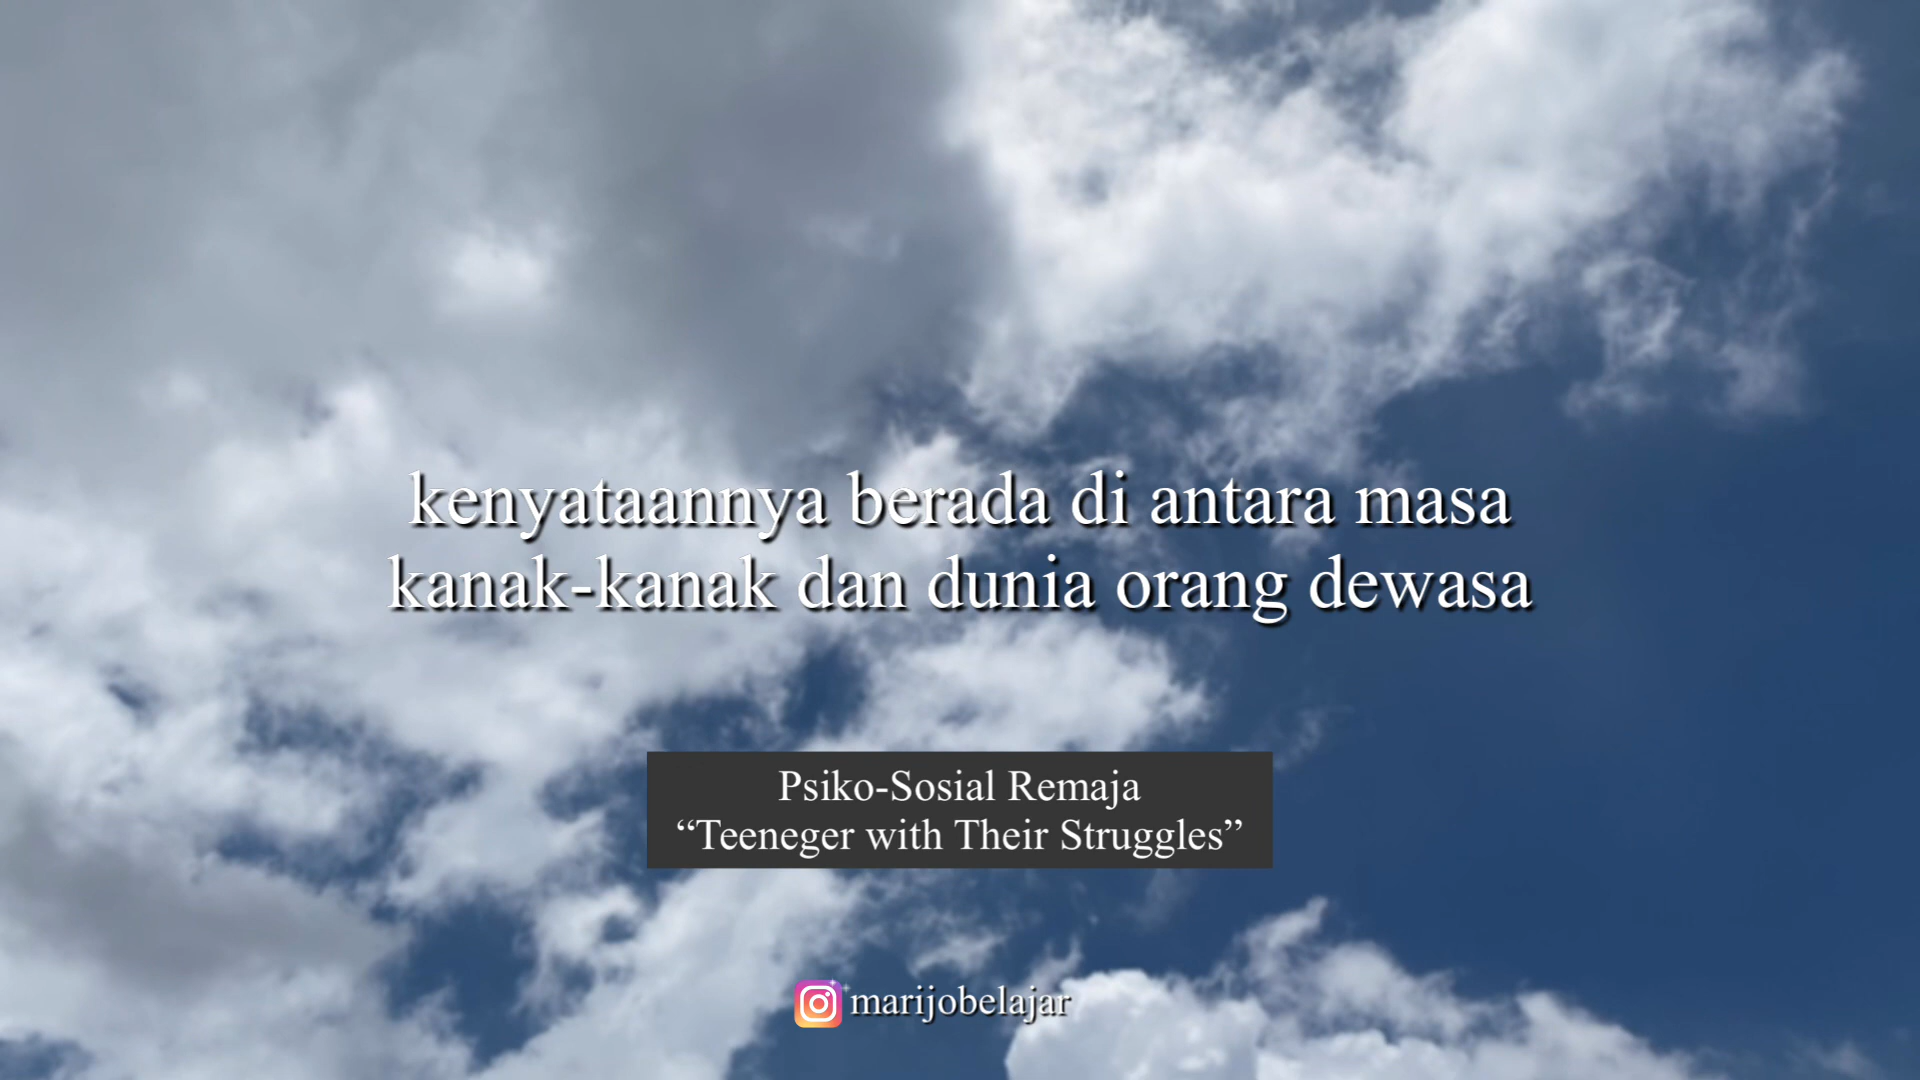 kenyataannya berada di antara masa
kanak-kanak dan dunia orang dewasa
Psiko-Sosial Remaja
“Teeneger with Their Struggles”
marijobelajar